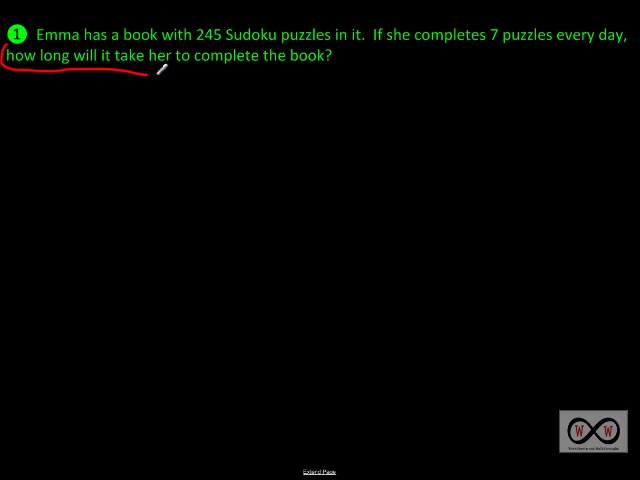 1 Emma has a book with 245 Sudoku puzzles in it. If she completes 7 puzzles every day,
how long will it take her to complete the book?
W W
Extend Page